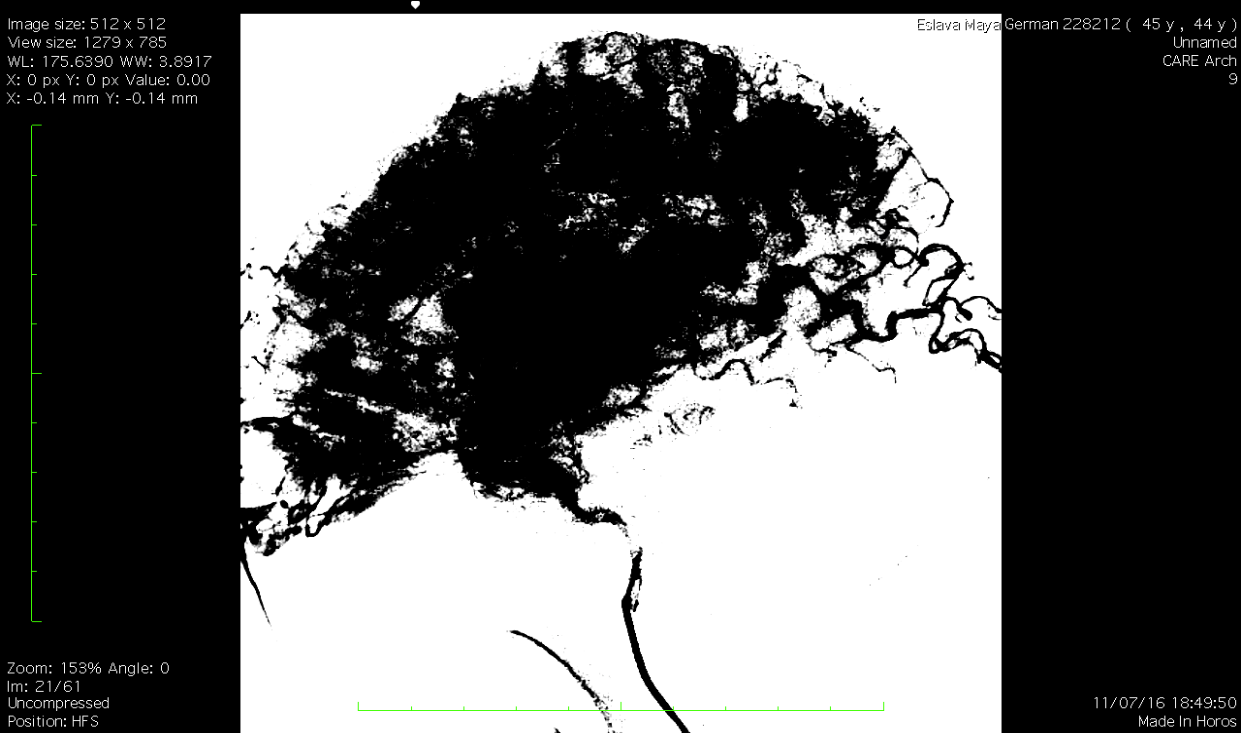 Image size: 512 x 512
View size: 1279 x 785
WL: 175.6390 WW: 3.8917
X: 0 px Y: 0 px Value: 0.00
X: -0.14 mm Y: -0.14 mm
Eslava Maya German 228212 ( 45 y , 44 y )
Unnamed
CARE Arch
9
Zoom: 153% Angle: 0
Im: 21/61
Uncompressed
Position: HFS
11/07/16 18:49:50
Made In Horos